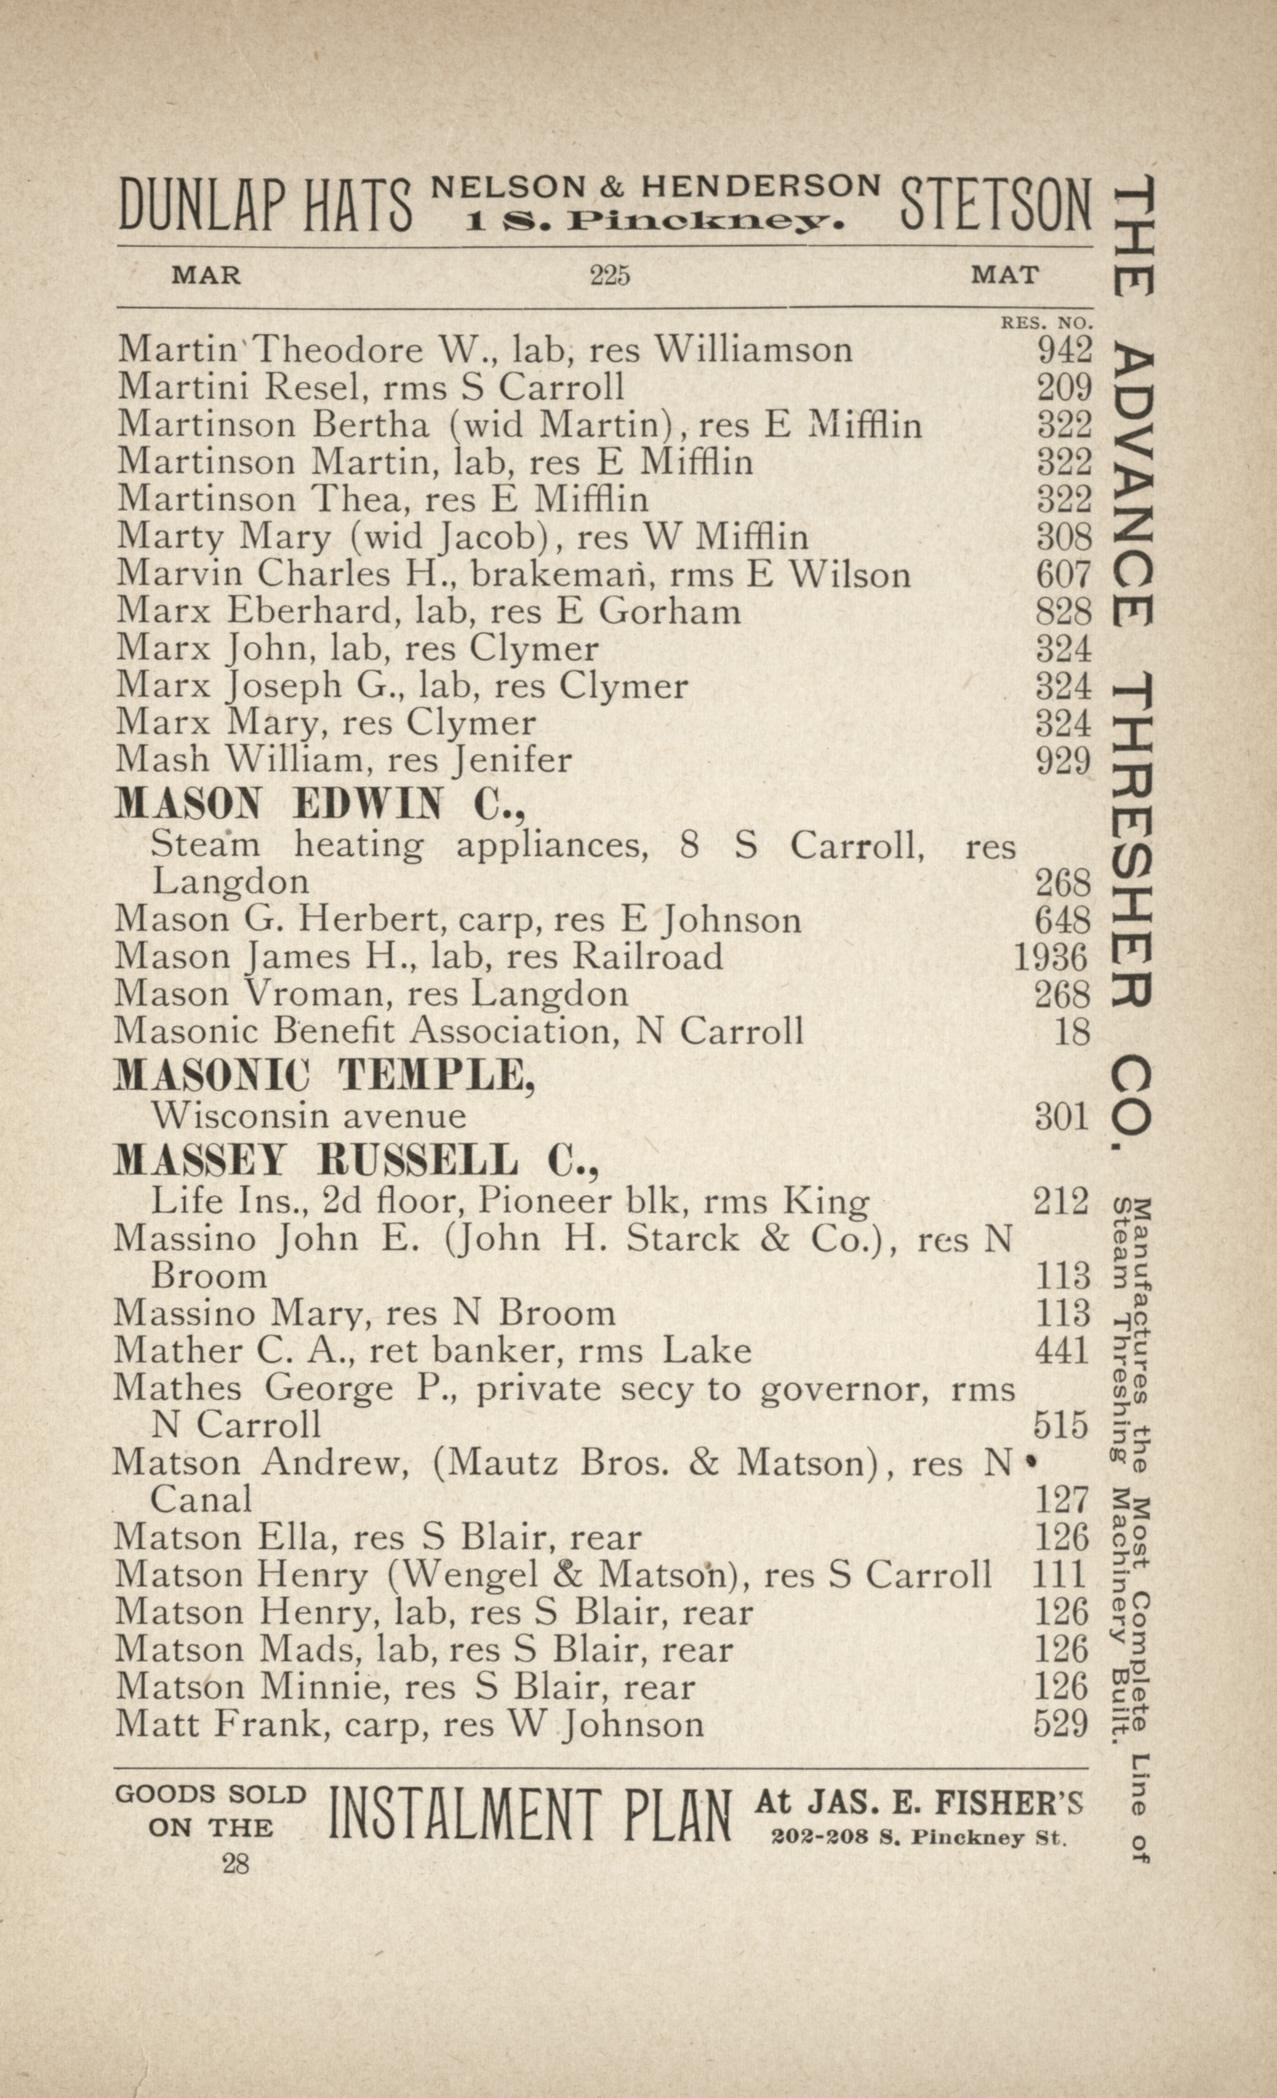 DUNLAP HATS NELSON & HENDERSON 1 S. Pinckney. STETSON
MAR 225 MAT
RES. NO.
Martin Theodore W., lab, res Williamson 942
Martini Resel, rms S Carroll 209
Martinson Bertha (wid Martin), res E Mifflin 322
Martinson Martin, lab, res E Mifflin 322
Martinson Thea, res E Mifflin 322
Marty Mary (wid Jacob), res W Mifflin 308
Marvin Charles H., brakeman, rms E Wilson 607
Marx Eberhard, lab, res E Gorham 828
Marx John, lab, res Clymer 324
Marx Joseph G., lab, res Clymer 324
Marx Mary, res Clymer 324
Mash William, res Jenifer 929
MASON EDWIN C.,
Steam heating appliances, 8 S Carroll, res
Langdon 268
Mason G. Herbert, carp, res E Johnson 648
Mason James H., lab, res Railroad 1936
Mason Vroman, res Langdon 268
Masonic Benefit Association, N Carroll 18
MASONIC TEMPLE,
Wisconsin avenue 301
MASSEY RUSSELL C.,
Life Ins., 2d floor, Pioneer blk, rms King 212
Massino John E. (John H. Starck & Co.), res N
Broom 113
Massino Mary, res N Broom 113
Mather C. A., ret banker, rms Lake 441
Mathes George P., private secy to governor, rms
N Carroll 515
Matson Andrew, (Mautz Bros. & Matson), res N
Canal 127
Matson Ella, res S Blair, rear 126
Matson Henry (Wengel & Matson), res S Carroll 111
Matson Henry, lab, res S Blair, rear 126
Matson Mads, lab, res S Blair, rear 126
Matson Minnie, res S Blair, rear 126
Matt Frank, carp, res W Johnson 529
GOODS SOLD ON THE INSTALMENT PLAN At JAS. E. FISHER'S 202-208 S. Pinckney St.
28
THE ADVANCE THRESHER CO.
Manufactures the Most Complete Line of
Steam Threshing Machinery Built.